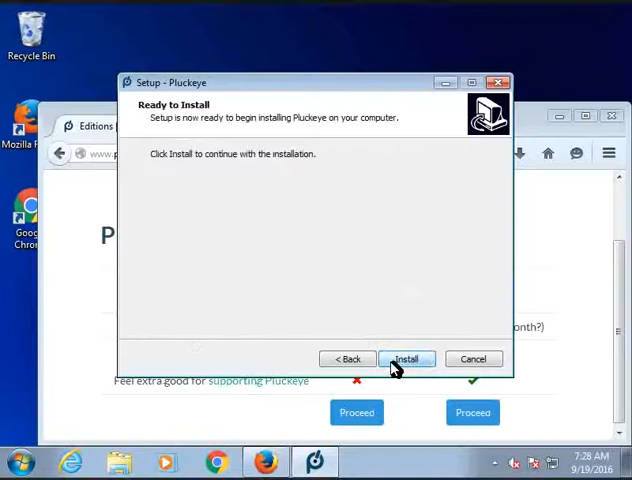 Recycle Bin
Setup - Pluckeye
Ready to Install
Setup is now ready to begin installing Pluckeye on your computer.
Editions
Mozilla F
www.p
Click Install to continue with the installation.
Goog
Chron
P
onth?)
< Back
Install
Cancel
Feel extra good for supporting Pluckeye
Proceed
Proceed
7:28 AM
9/19/2016